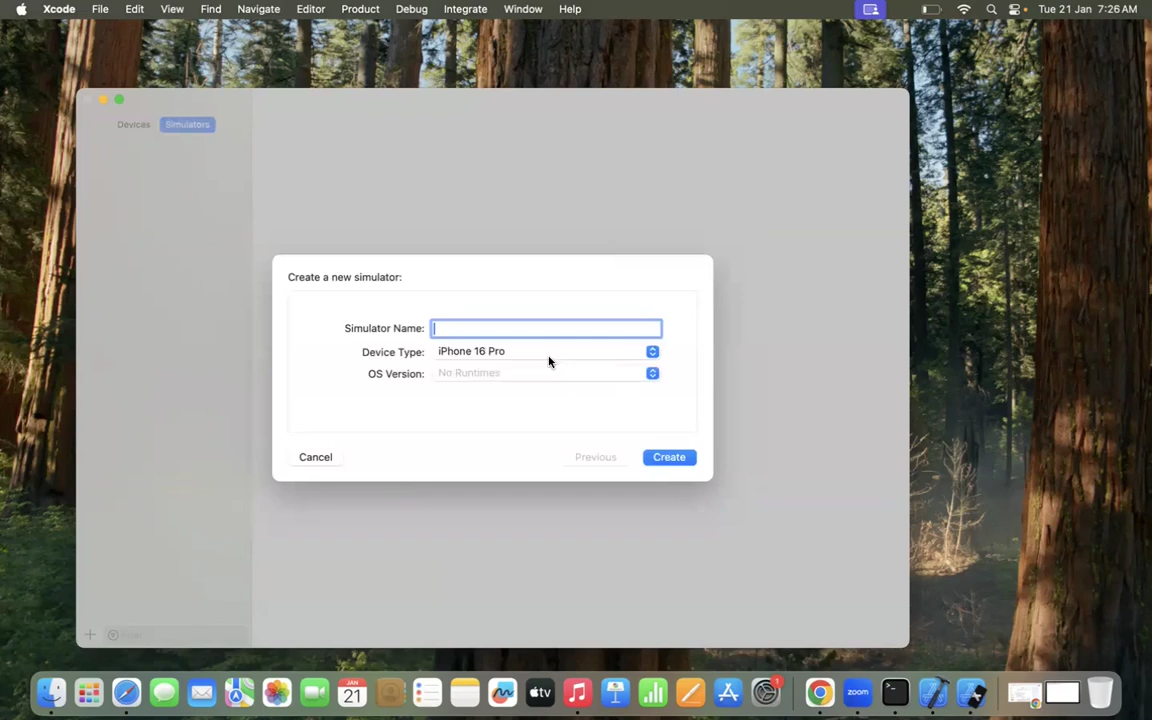 Xcode File Edit View Find Navigate Editor Product Debug Integrate Window Help Tue 21 Jan 7:26 AM
Devices Simulators
Create a new simulator:
Simulator Name:
Device Type: iPhone 16 Pro
OS Version: No Runtimes
Cancel Previous Create
JAN
21
tv
zoom
1